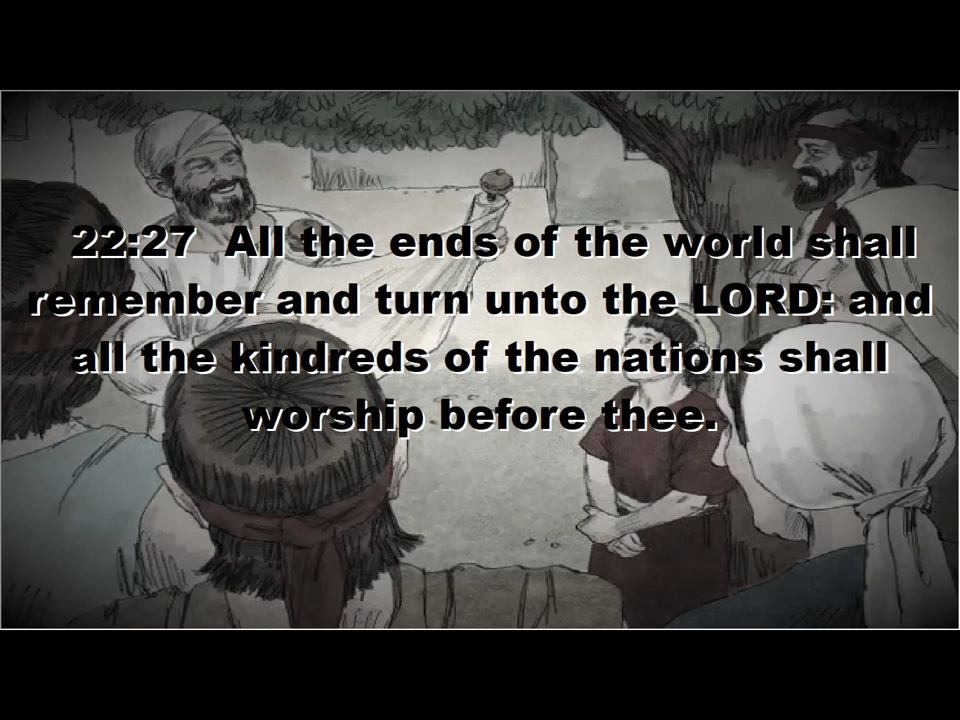 22:27 All the ends of the world shall
remember and turn unto the LORD: and
all the kindreds of the nations shall
worship before thee.